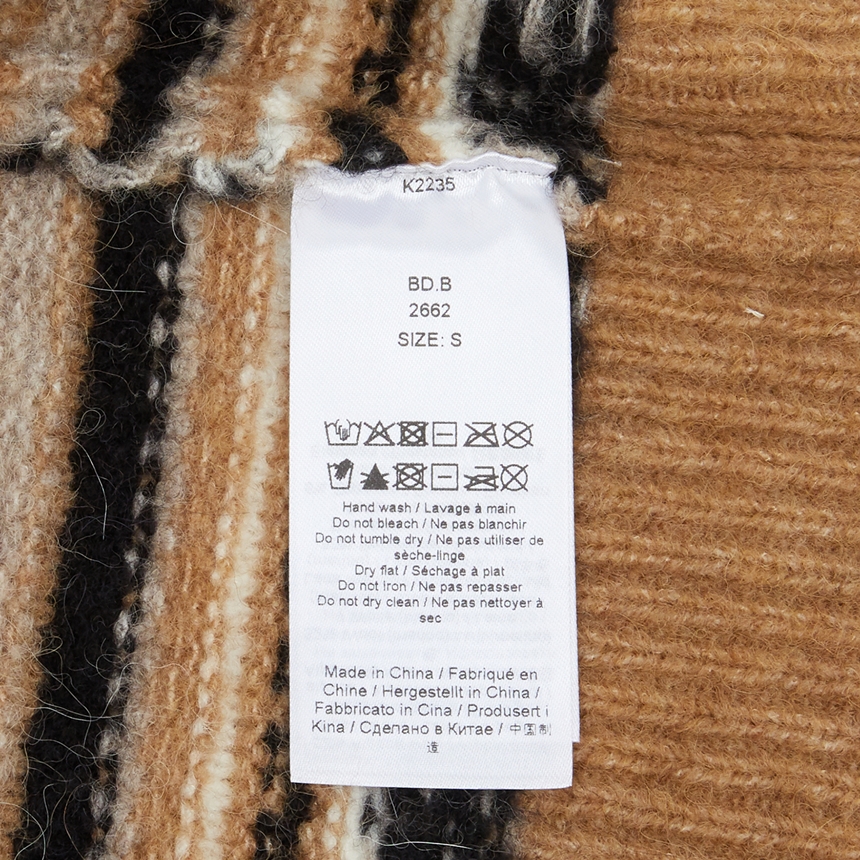 K2235
BD.B
2662
SIZE: S
Hand wash / Lavage à main
Do not bleach / Ne pas blanchir
Do not tumble dry / Ne pas utiliser de
sèche-linge
Dry flat / Séchage à plat
Do not Iron / Ne pas repasser
Do not dry clean / Ne pas nettoyer à
sec
Made in China / Fabriqué en
Chine / Hergestellt in China /
Fabbricato in Cina / Produsert i
Kina / Сделано в Китае / 中国制
造